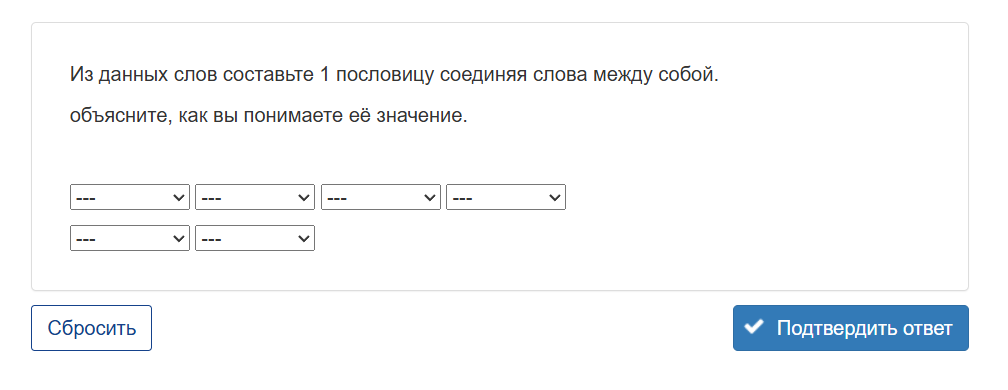 Из данных слов составьте 1 пословицу соединяя слова между собой.
объясните, как вы понимаете её значение.
--- --- --- ---
--- ---
Сбросить Подтвердить ответ